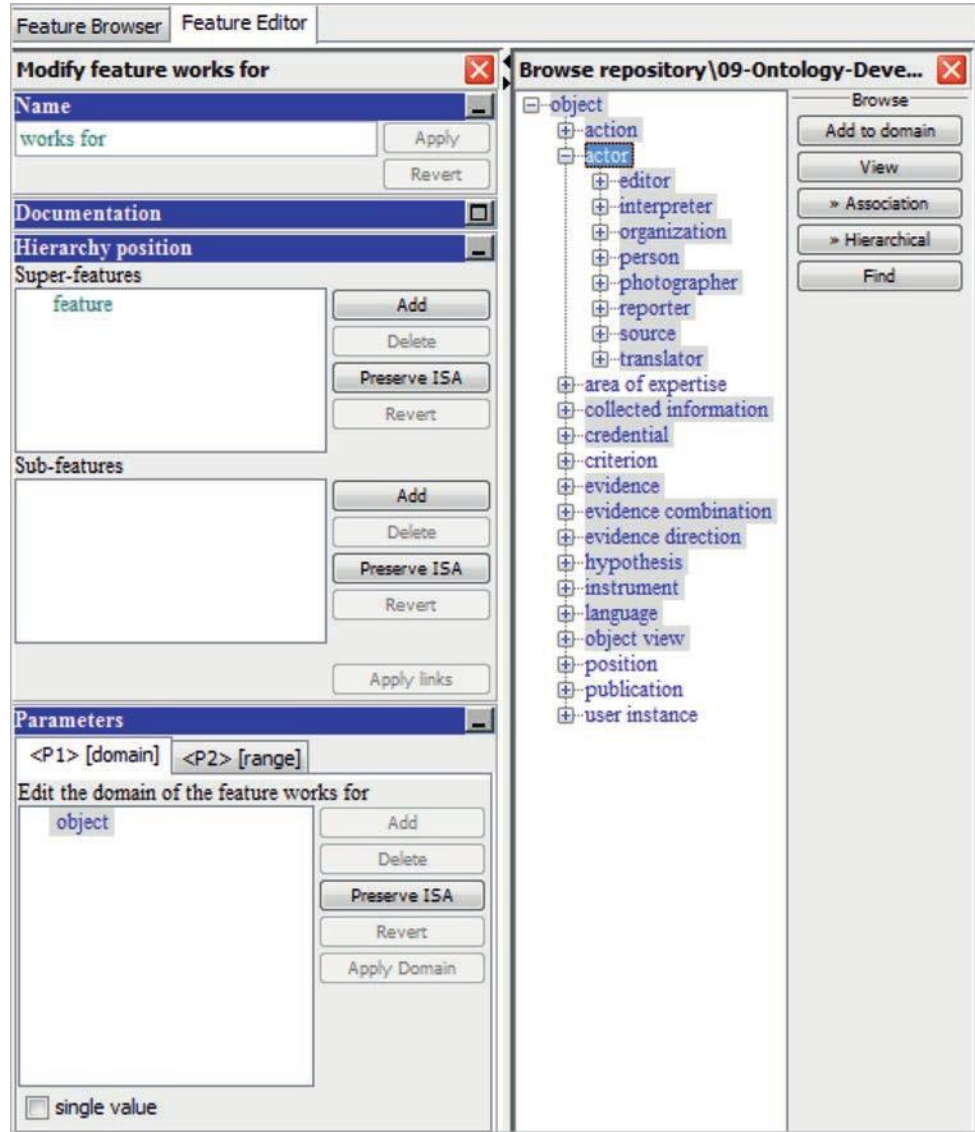 Feature Browser
Feature Editor
Modify feature works for
Name
works for
Apply
Revert
Documentation
Hierarchy position
Super-features
feature
Add
Delete
Preserve ISA
Revert
Sub-features
Add
Delete
Preserve ISA
Revert
Apply links
Parameters
<P1> [domain]
<P2> [range]
Edit the domain of the feature works for
object
Add
Delete
Preserve ISA
Revert
Apply Domain
single value
Browse repository\09-Ontology-Deve...
object
action
actor
editor
interpreter
organization
person
photographer
reporter
source
translator
area of expertise
collected information
credential
criterion
evidence
evidence combination
evidence direction
hypothesis
instrument
language
object view
position
publication
user instance
Browse
Add to domain
View
» Association
» Hierarchical
Find